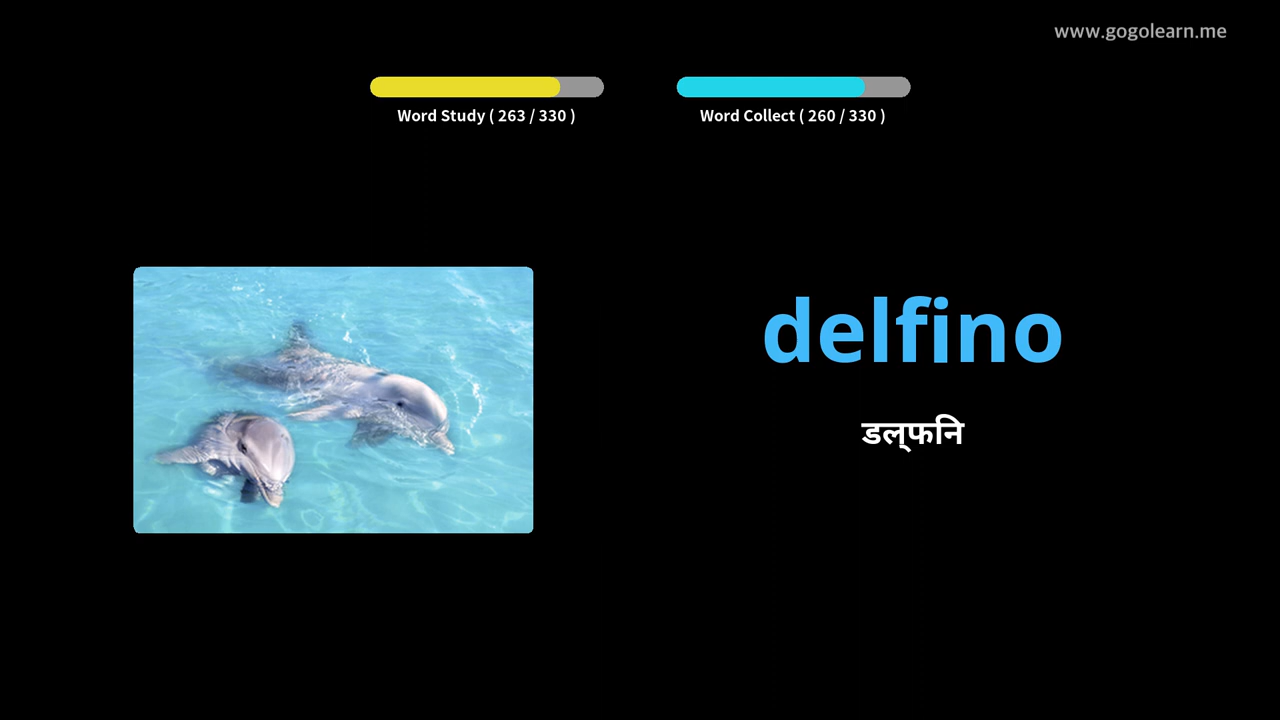 www.gogolearn.me
Word Study ( 263 / 330 )
Word Collect ( 260 / 330 )
delfino
डल्फनि